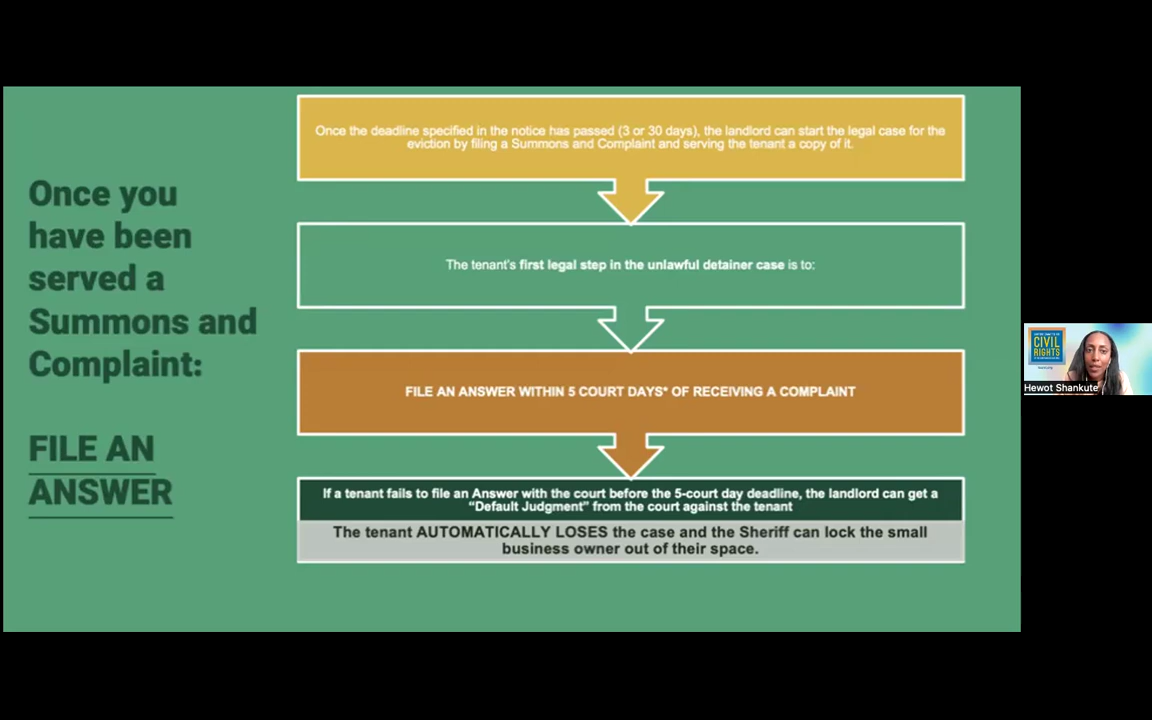 Once you
have been
served a
Summons and
Complaint:
FILE AN
ANSWER
Once the deadline specified in the notice has passed (3 or 30 days), the landlord can start the legal case for the
eviction by filing a Summons and Complaint and serving the tenant a copy of it.
The tenant's first legal step in the unlawful detainer case is to:
FILE AN ANSWER WITHIN 5 COURT DAYS* OF RECEIVING A COMPLAINT
If a tenant fails to file an Answer with the court before the 5-court day deadline, the landlord can get a
“Default Judgment” from the court against the tenant
The tenant AUTOMATICALLY LOSES the case and the Sheriff can lock the small
business owner out of their space.
CIVIL
RIGHTS
Hewot Shankute